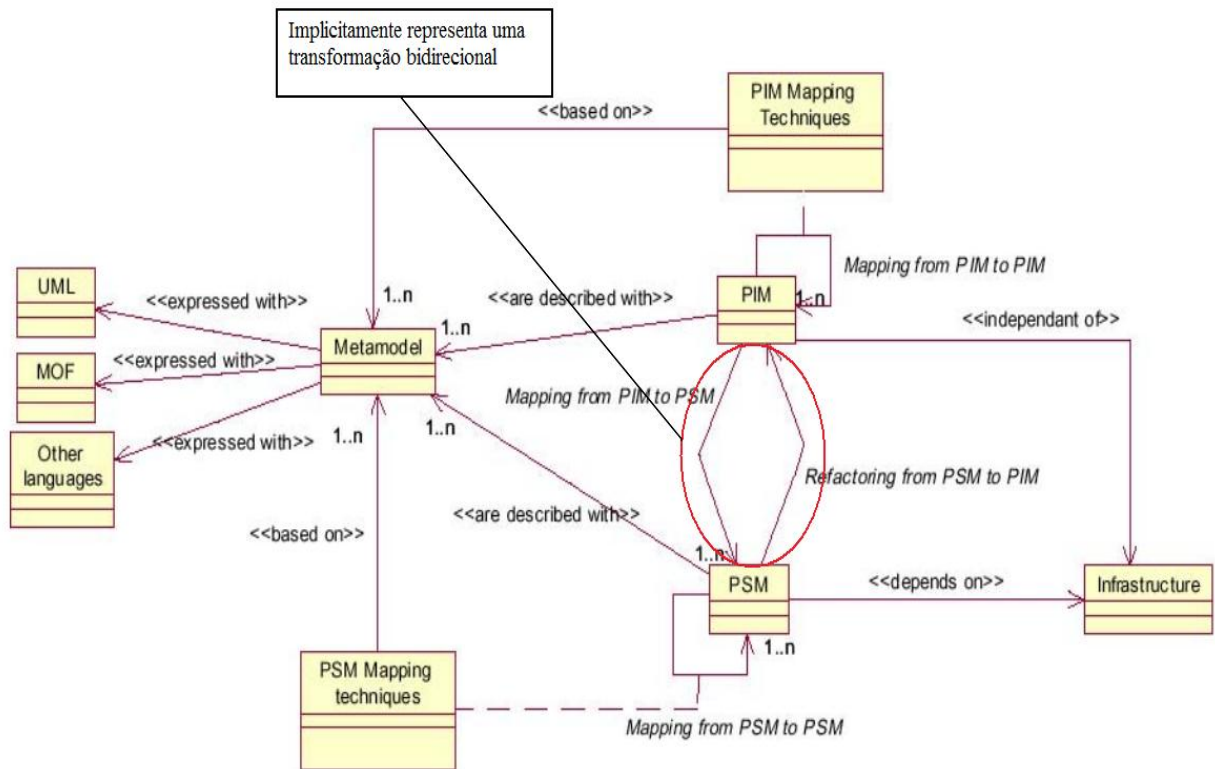 Implicitamente representa uma
transformação bidirecional
PIM Mapping
Techniques
<<based on>>
Mapping from PIM to PIM
UML
<<expressed with>>
1..n
<<are described with>>
PIM
1..n
1..n
<<independant of>>
Metamodel
MOF
<<expressed with>>
Mapping from PIM to PSM
Other
languages
<<expressed with>>
1..n
1..n
Refactoring from PSM to PIM
<<based on>>
<<are described with>>
1..n
PSM
<<depends on>>
Infrastructure
1..n
PSM Mapping
techniques
Mapping from PSM to PSM